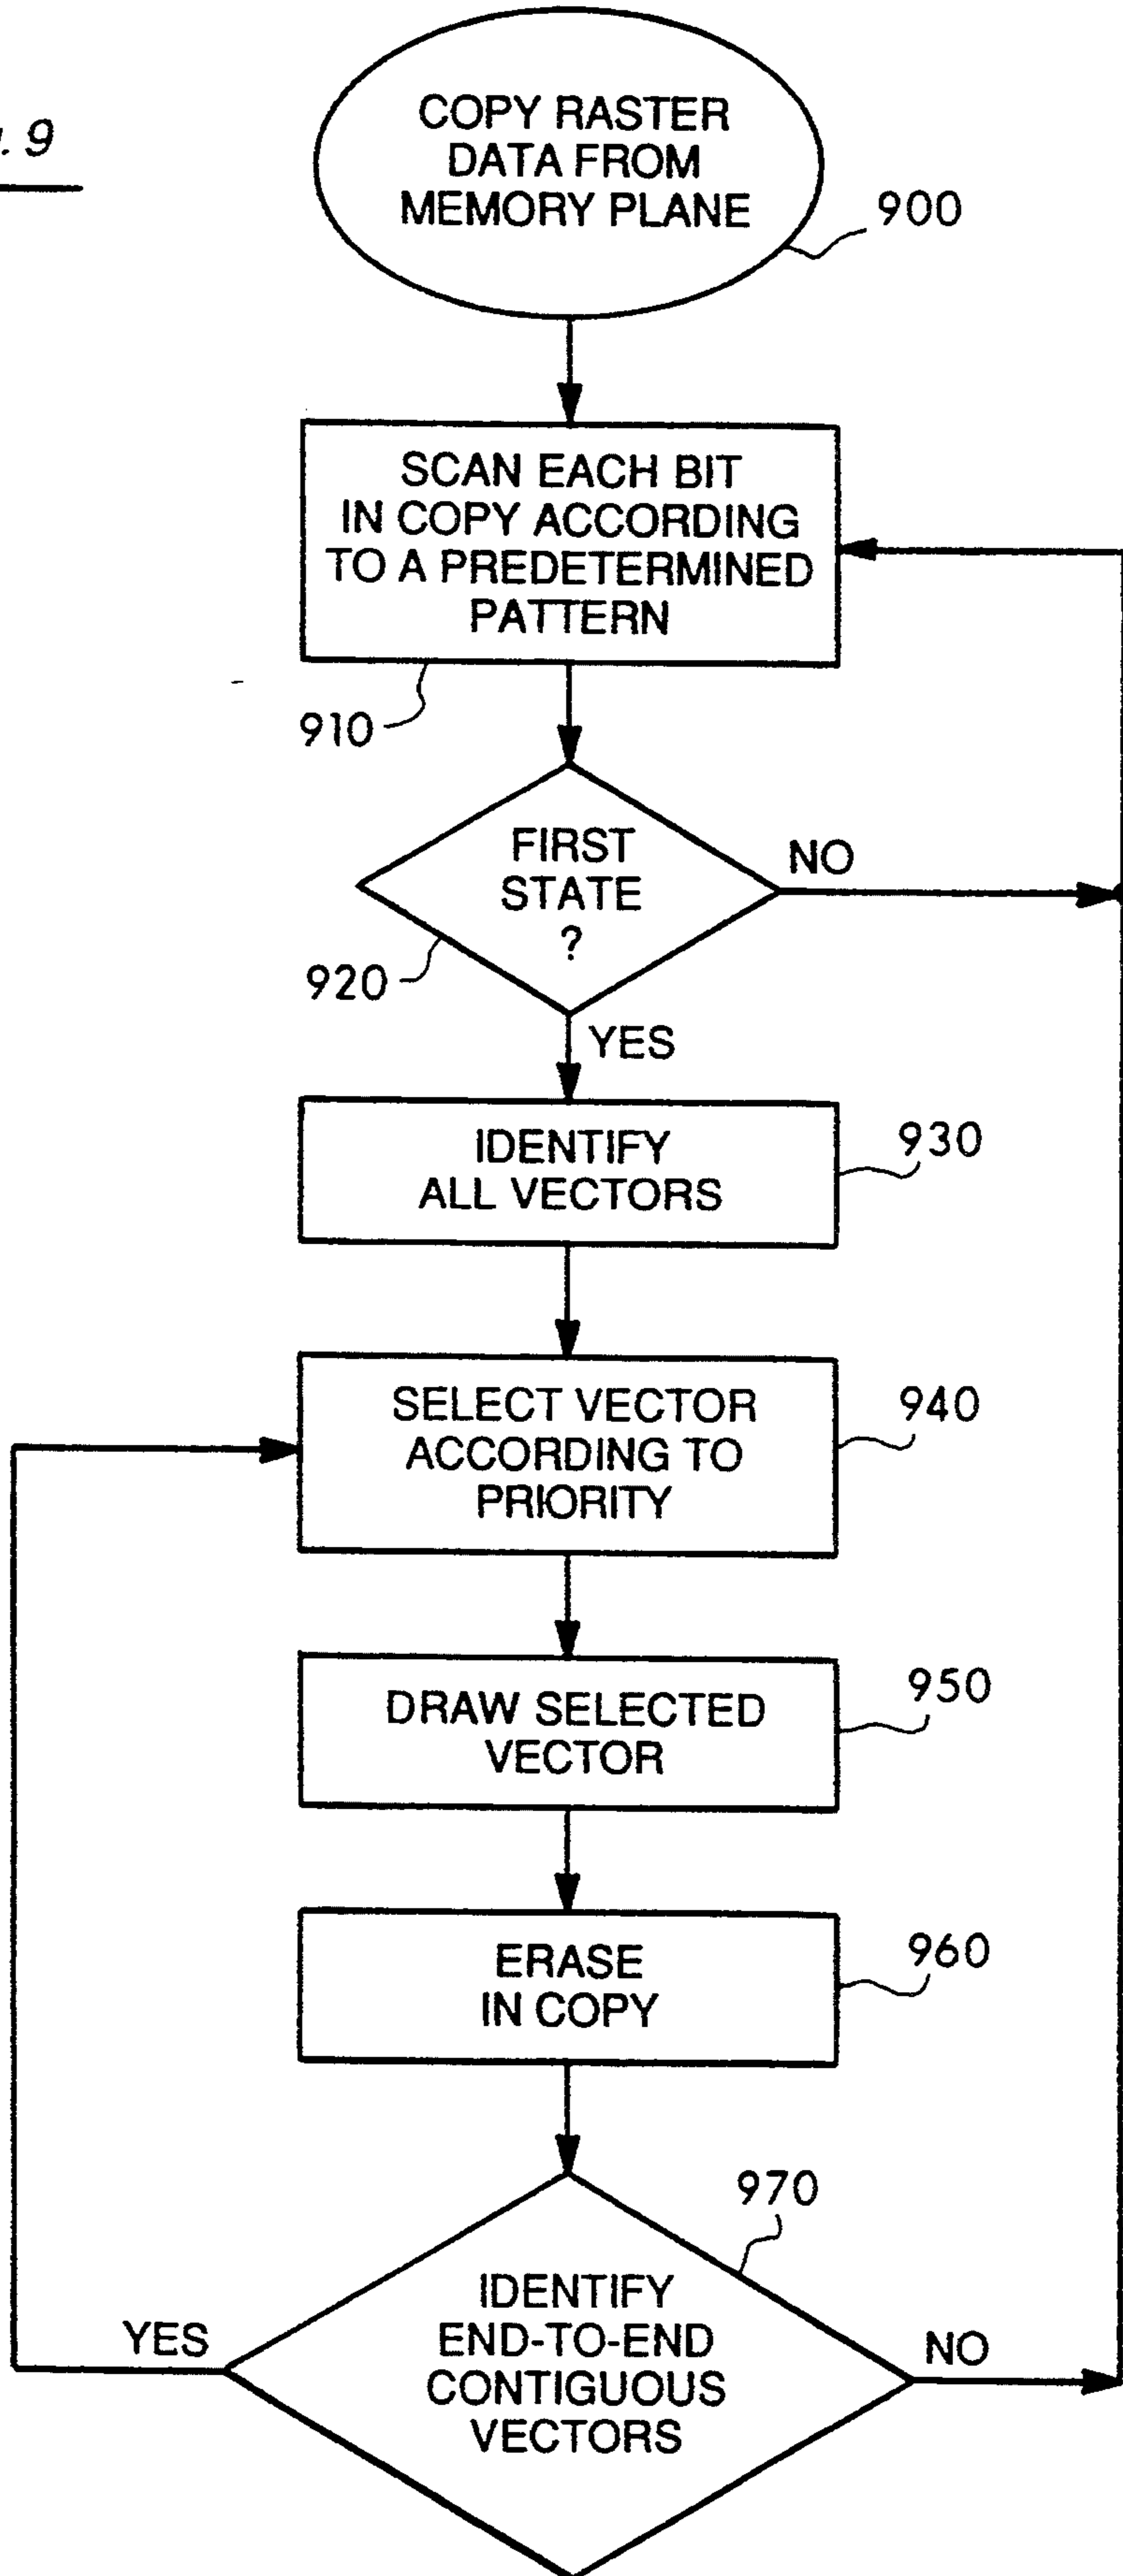 . 9
COPY RASTER
DATA FROM
MEMORY PLANE
900
SCAN EACH BIT
IN COPY ACCORDING
TO A PREDETERMINED
PATTERN
910
FIRST
STATE
?
NO
920
YES
IDENTIFY
ALL VECTORS
930
SELECT VECTOR
ACCORDING TO
PRIORITY
940
DRAW SELECTED
VECTOR
950
ERASE
IN COPY
960
970
IDENTIFY
END-TO-END
CONTIGUOUS
VECTORS
YES
NO